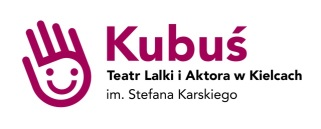 Kubuś
Teatr Lalki i Aktora w Kielcach
im. Stefana Karskiego